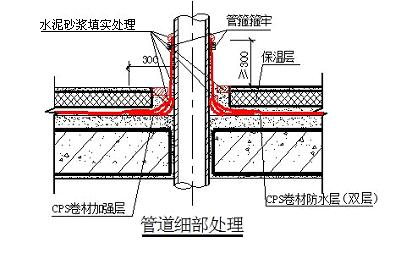 水泥砂浆填实处理
管箍箍牢
300
≥300
保温层
CPS卷材加强层
CPS卷材防水层(双层)
管道细部处理